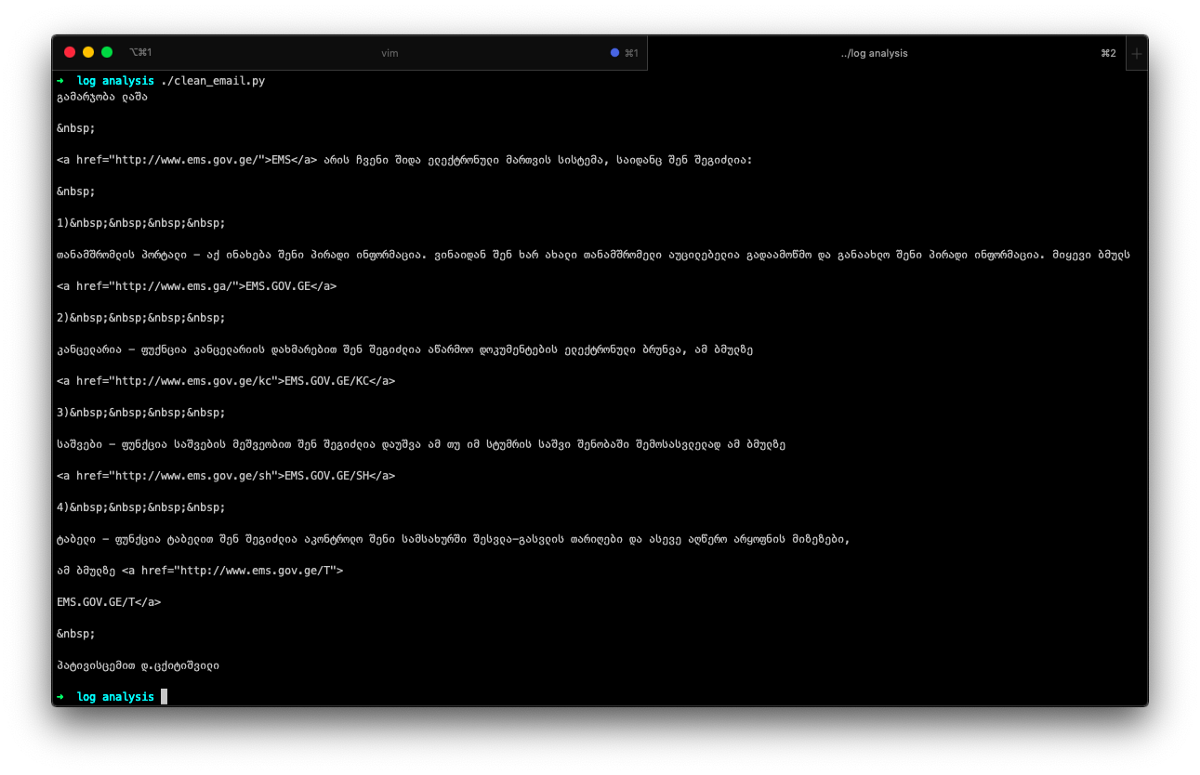 ⌥⌘1
vim
⌘1
../log analysis
⌘2
+
→ log analysis ./clean_email.py
გამარჯობა ლაშა
&nbsp;
<a href="http://www.ems.gov.ge/">EMS</a> არის ჩვენი შიდა ელექტრონული მართვის სისტემა, საიდანც შენ შეგიძლია:
&nbsp;
1)&nbsp;&nbsp;&nbsp;&nbsp;
თანამშრომლის პორტალი – აქ ინახება შენი პირადი ინფორმაცია. ვინაიდან შენ ხარ ახალი თანამშრომელი აუცილებელია გადაამოწმო და განაახლო შენი პირადი ინფორმაცია. მიყევი ბმულს
<a href="http://www.ems.ga/">EMS.GOV.GE</a>
2)&nbsp;&nbsp;&nbsp;&nbsp;
კანცელარია – ფუქნცია კანცელარიის დახმარებით შენ შეგიძლია აწარმოო დოკუმენტების ელექტრონული ბრუნვა, ამ ბმულზე
<a href="http://www.ems.gov.ge/kc">EMS.GOV.GE/KC</a>
3)&nbsp;&nbsp;&nbsp;&nbsp;
საშვები – ფუნქცია საშვების მეშვეობით შენ შეგიძლია დაუშვა ამ თუ იმ სტუმრის საშვი შენობაში შემოსასვლელად ამ ბმულზე
<a href="http://www.ems.gov.ge/sh">EMS.GOV.GE/SH</a>
4)&nbsp;&nbsp;&nbsp;&nbsp;
ტაბელი – ფუნქცია ტაბელით შენ შეგიძლია აკონტროლო შენი სამსახურში შესვლა-გასვლის თარიღები და ასევე აღწერო არყოფნის მიზეზები,
ამ ბმულზე <a href="http://www.ems.gov.ge/T">
EMS.GOV.GE/T</a>
&nbsp;
პატივისცემით დ.ცქიტიშვილი
→ log analysis